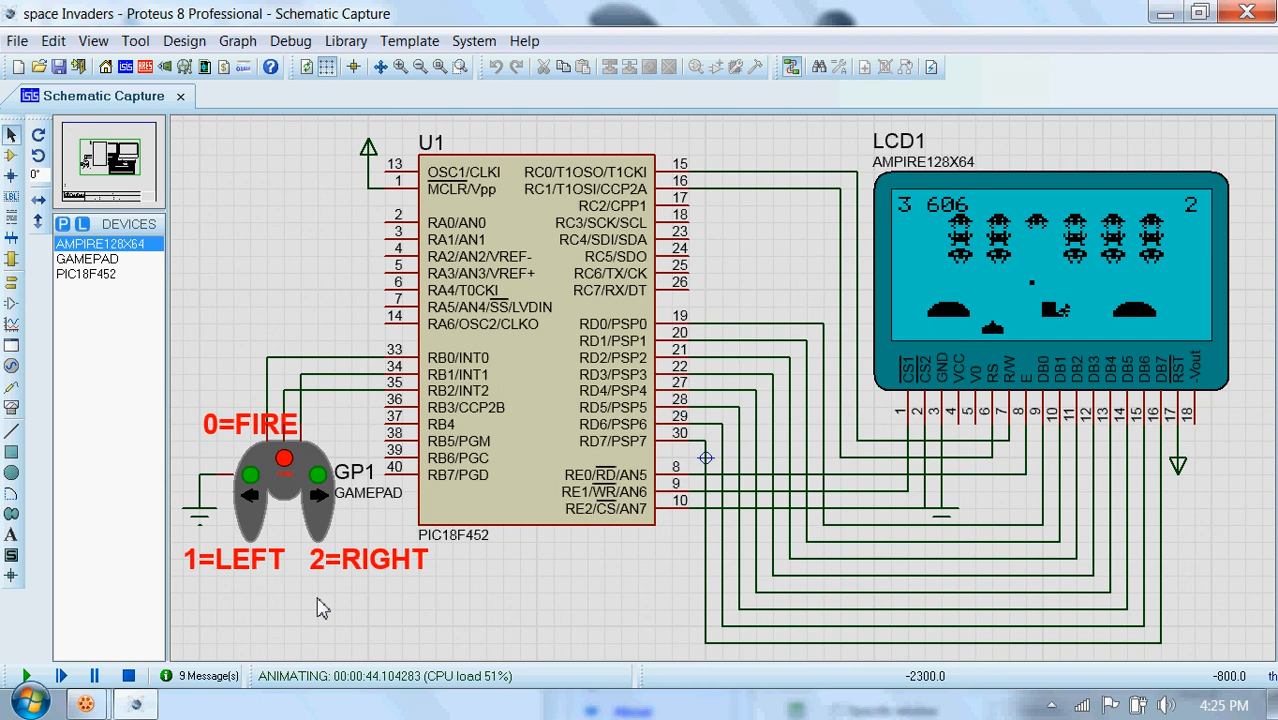 space Invaders - Proteus 8 Professional - Schematic Capture
File Edit View Tool Design Graph Debug Library Template System Help
Schematic Capture
0°
P L DEVICES
AMPIRE128X64
GAMEPAD
PIC18F452
U1
13 OSC1/CLKI
1 MCLR/Vpp
2 RA0/AN0
3 RA1/AN1
4 RA2/AN2/VREF-
5 RA3/AN3/VREF+
6 RA4/T0CKI
7 RA5/AN4/SS/LVDIN
14 RA6/OSC2/CLKO
33 RB0/INT0
34 RB1/INT1
35 RB2/INT2
36 RB3/CCP2B
37 RB4
38 RB5/PGM
39 RB6/PGC
40 RB7/PGD
RC0/T1OSO/T1CKI 15
RC1/T1OSI/CCP2A 16
RC2/CPP1 17
RC3/SCK/SCL 18
RC4/SDI/SDA 23
RC5/SDO 24
RC6/TX/CK 25
RC7/RX/DT 26
RD0/PSP0 19
RD1/PSP1 20
RD2/PSP2 21
RD3/PSP3 22
RD4/PSP4 27
RD5/PSP5 28
RD6/PSP6 29
RD7/PSP7 30
RE0/RD/AN5 8
RE1/WR/AN6 9
RE2/CS/AN7 10
PIC18F452
0=FIRE
GP1
GAMEPAD
1=LEFT 2=RIGHT
LCD1
AMPIRE128X64
3 606 2
CS1 CS2 GND VCC V0 RS R/W E DB0 DB1 DB2 DB3 DB4 DB5 DB6 DB7 RST -Vout
1 2 3 4 5 6 7 8 9 10 11 12 13 14 15 16 17 18
9 Message(s) ANIMATING: 00:00:44.104283 (CPU load 51%) -2300.0 -800.0 th
4:25 PM